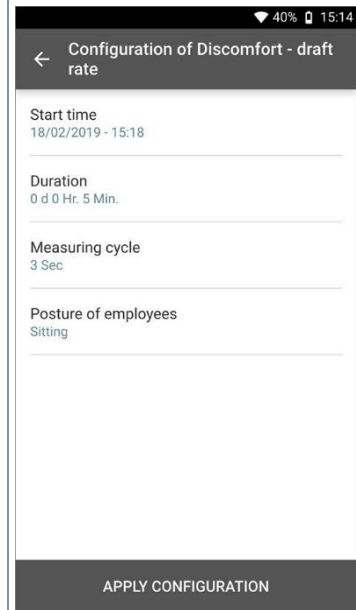 40% 15:14
Configuration of Discomfort - draft
rate
Start time
18/02/2019 - 15:18
Duration
0 d 0 Hr. 5 Min.
Measuring cycle
3 Sec
Posture of employees
Sitting
APPLY CONFIGURATION